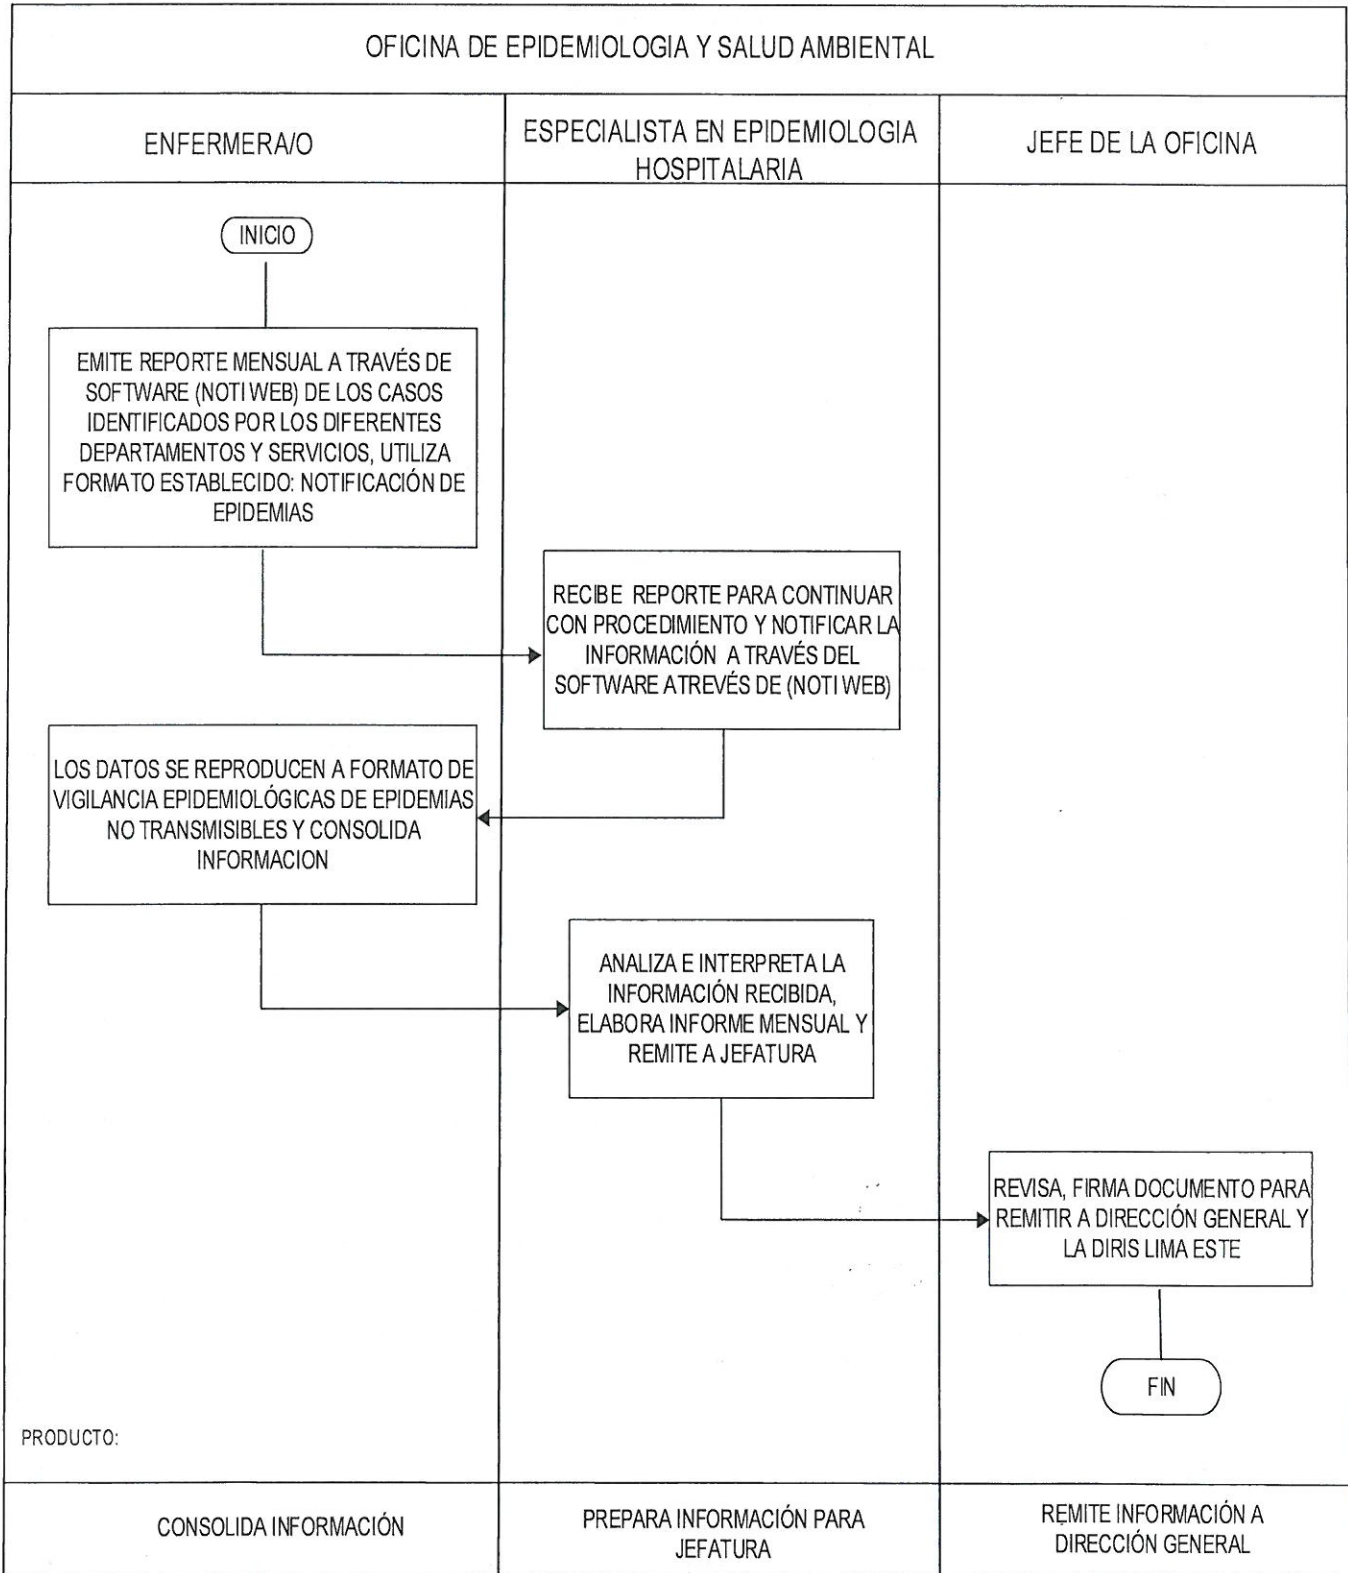 OFICINA DE EPIDEMIOLOGIA Y SALUD AMBIENTAL
ENFERMERA/O
ESPECIALISTA EN EPIDEMIOLOGIA
HOSPITALARIA
JEFE DE LA OFICINA
INICIO
EMITE REPORTE MENSUAL A TRAVÉS DE
SOFTWARE (NOTI WEB) DE LOS CASOS
IDENTIFICADOS POR LOS DIFERENTES
DEPARTAMENTOS Y SERVICIOS, UTILIZA
FORMATO ESTABLECIDO: NOTIFICACIÓN DE
EPIDEMIAS
RECIBE REPORTE PARA CONTINUAR
CON PROCEDIMIENTO Y NOTIFICAR LA
INFORMACIÓN A TRAVÉS DEL
SOFTWARE ATREVÉS DE (NOTI WEB)
LOS DATOS SE REPRODUCEN A FORMATO DE
VIGILANCIA EPIDEMIOLÓGICAS DE EPIDEMIAS
NO TRANSMISIBLES Y CONSOLIDA
INFORMACION
ANALIZA E INTERPRETA LA
INFORMACIÓN RECIBIDA,
ELABORA INFORME MENSUAL Y
REMITE A JEFATURA
REVISA, FIRMA DOCUMENTO PARA
REMITIR A DIRECCIÓN GENERAL Y
LA DIRIS LIMA ESTE
FIN
PRODUCTO:
CONSOLIDA INFORMACIÓN
PREPARA INFORMACIÓN PARA
JEFATURA
REMITE INFORMACIÓN A
DIRECCIÓN GENERAL